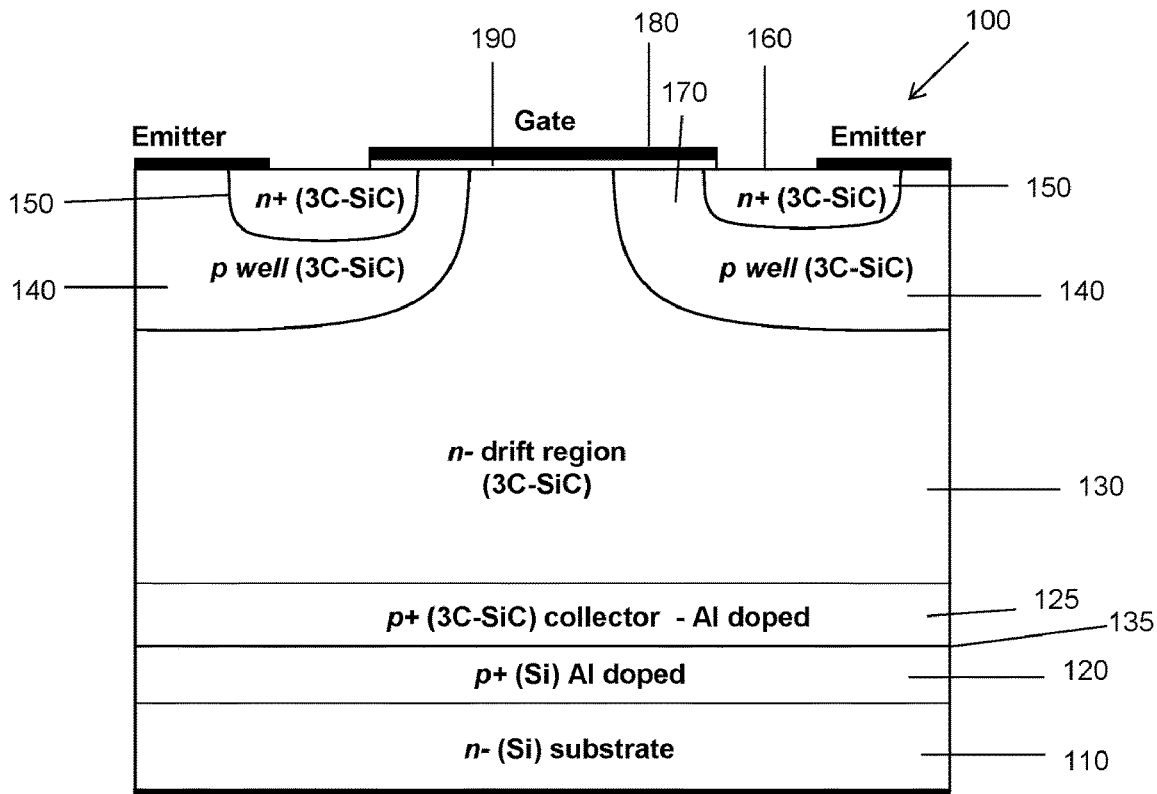 180
190
160
100
170
Gate
Emitter
Emitter
150
n+ (3C-SiC)
n+ (3C-SiC)
150
p well (3C-SiC)
p well (3C-SiC)
140
140
n- drift region
(3C-SiC)
130
p+ (3C-SiC) collector - Al doped
125
135
p+ (Si) Al doped
120
n- (Si) substrate
110